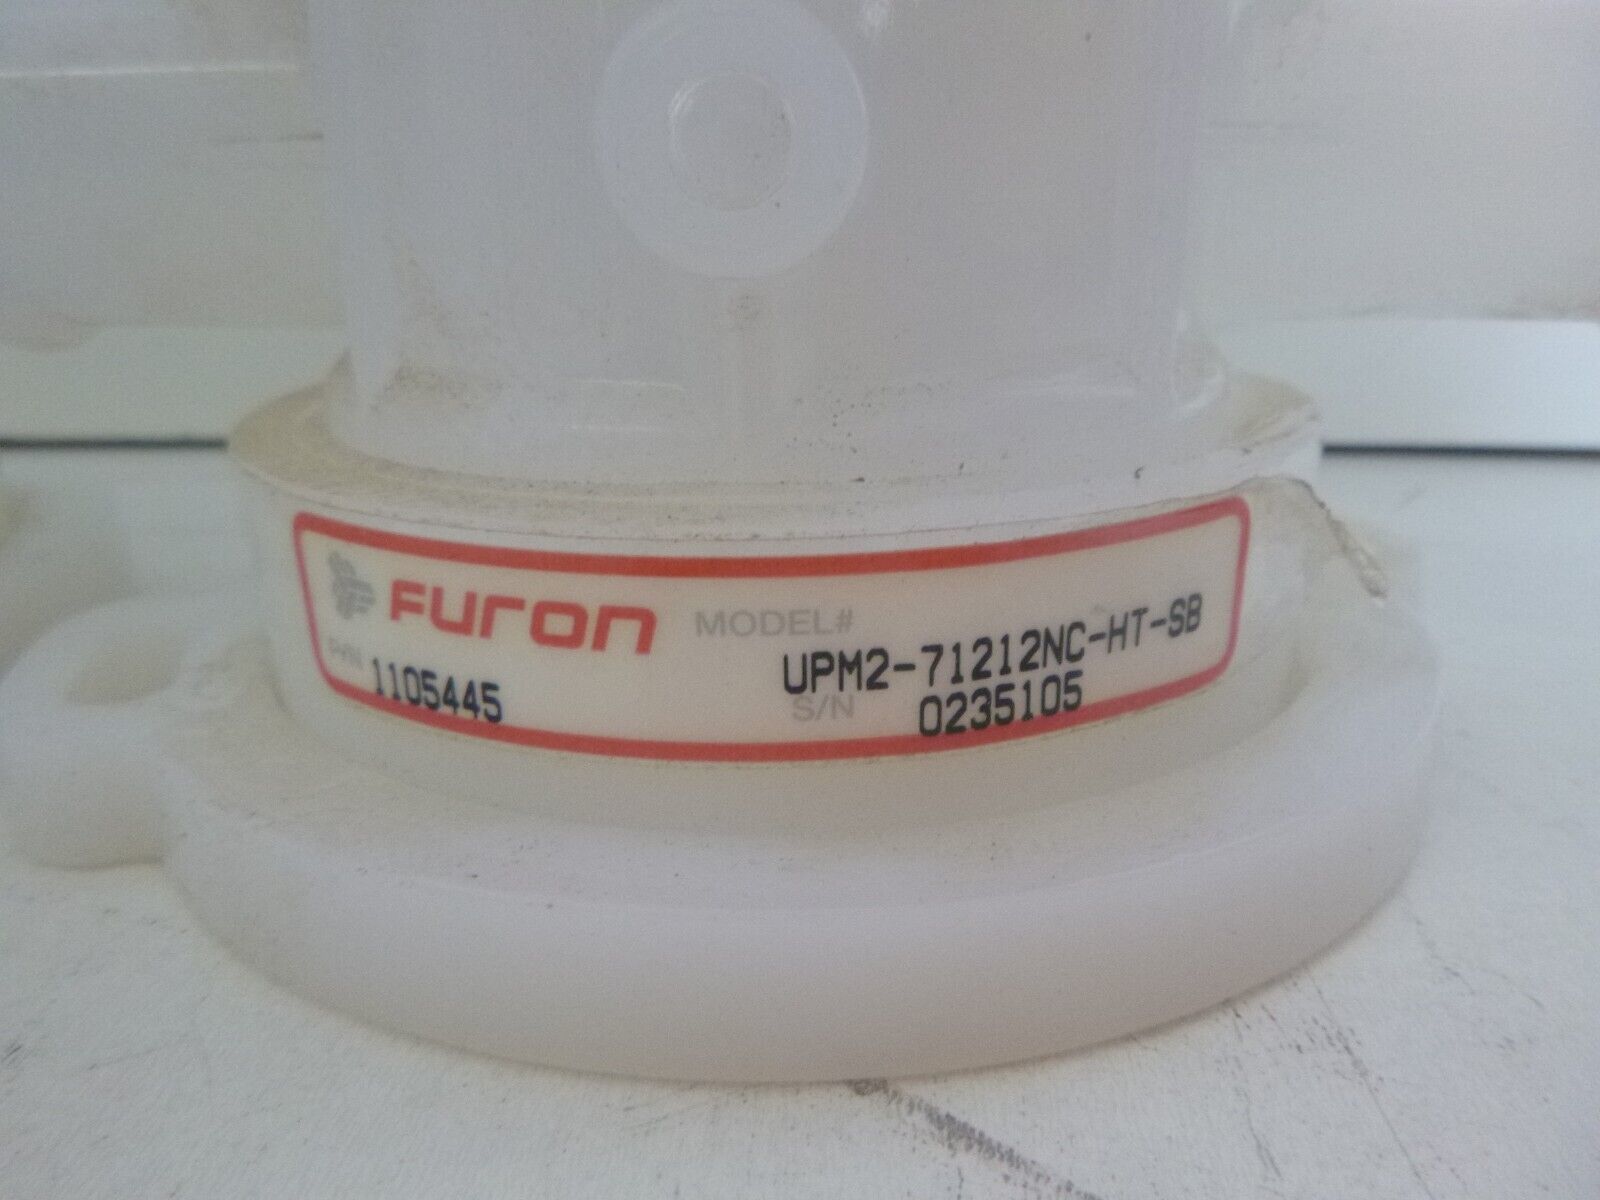 FURON MODEL#
UPM2-71212NC-HT-SB
P/N 1105445
S/N 0235105